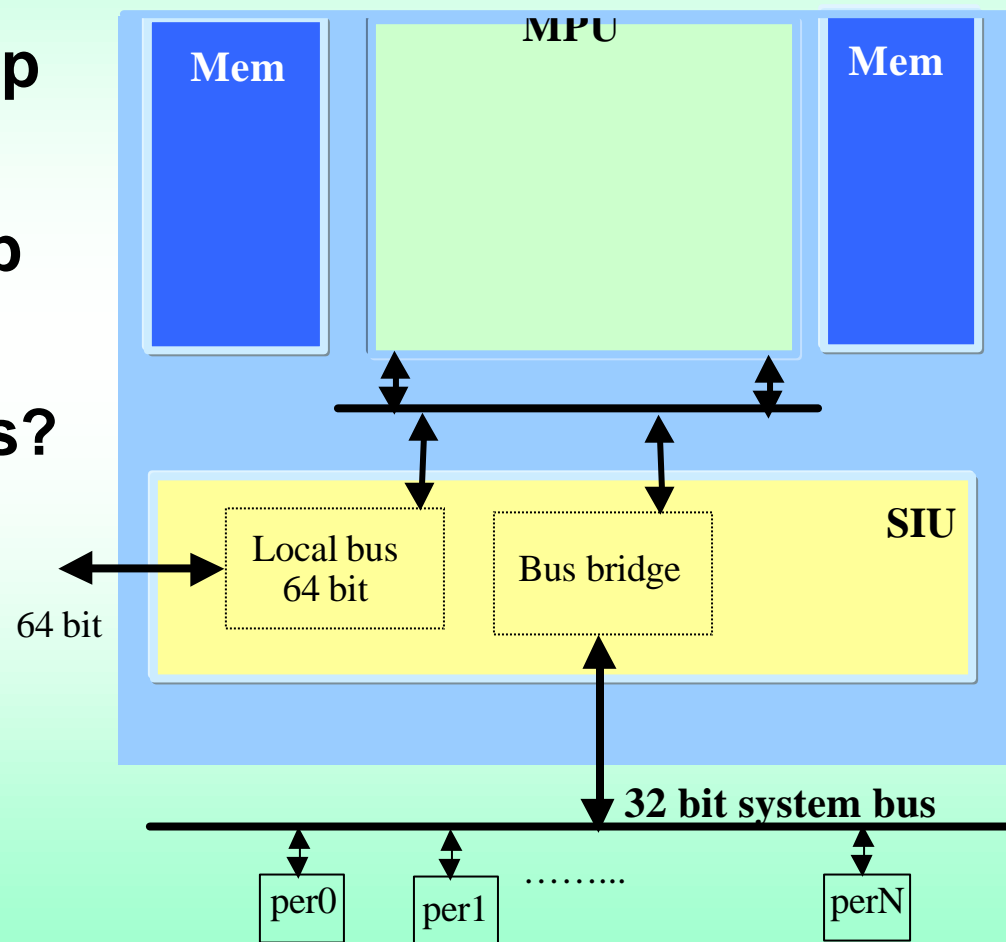 p
p
s?
MPU
Mem
Mem
SIU
Local bus
64 bit
Bus bridge
64 bit
32 bit system bus
per0
per1
………...
perN